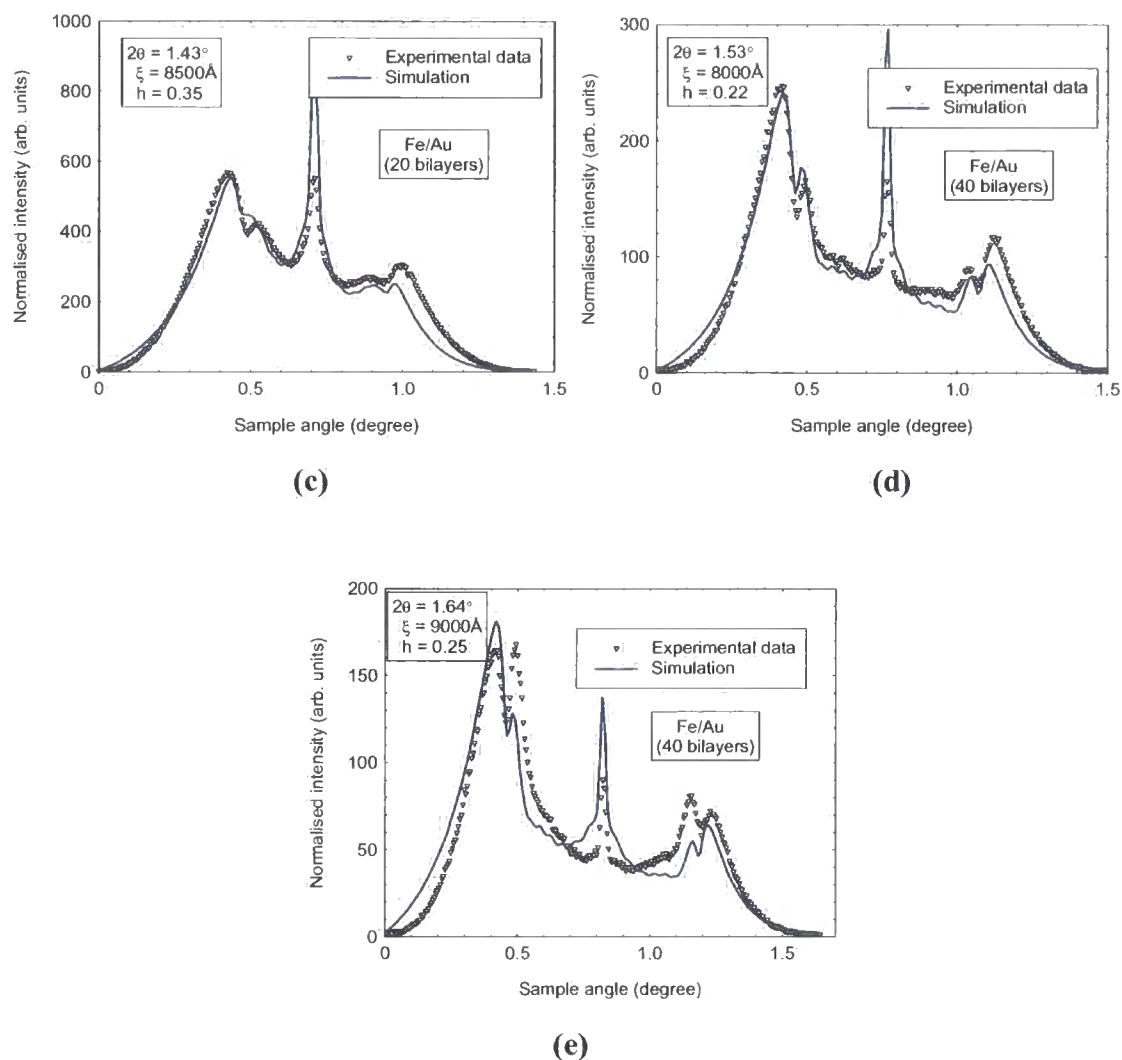 1000
800
600
400
200
0
Normalised intensity (arb. units)
2θ = 1.43°
ξ = 8500Å
h = 0.35
Experimental data
Simulation
Fe/Au
(20 bilayers)
0
0.5
1.0
1.5
Sample angle (degree)
(c)
300
200
100
0
Normalised intensity (arb. units)
2θ = 1.53°
ξ = 8000Å
h = 0.22
Experimental data
Simulation
Fe/Au
(40 bilayers)
0
0.5
1.0
1.5
Sample angle (degree)
(d)
200
150
100
50
0
Normalised intensity (arb. units)
2θ = 1.64°
ξ = 9000Å
h = 0.25
Experimental data
Simulation
Fe/Au
(40 bilayers)
0
0.5
1.0
1.5
Sample angle (degree)
(e)